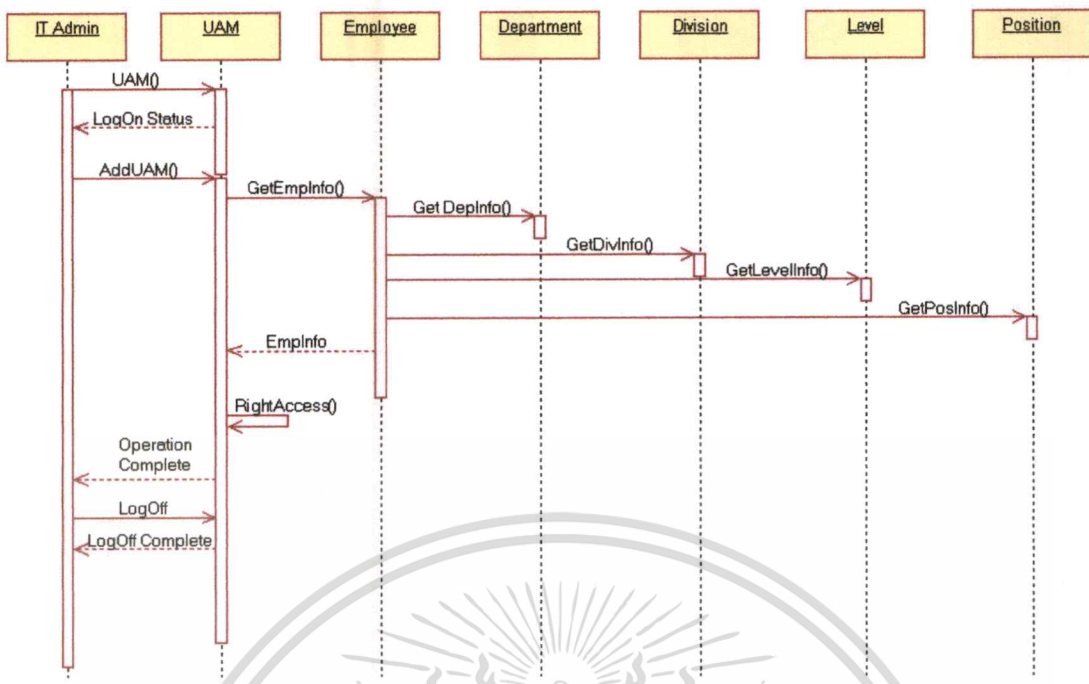 IT Admin
UAM
Employee
Department
Division
Level
Position
UAM()
LogOn Status
AddUAM()
GetEmpInfo()
Get DepInfo()
GetDivInfo()
GetLevelInfo()
GetPosInfo()
EmpInfo
RightAccess()
Operation
Complete
LogOff
LogOff Complete